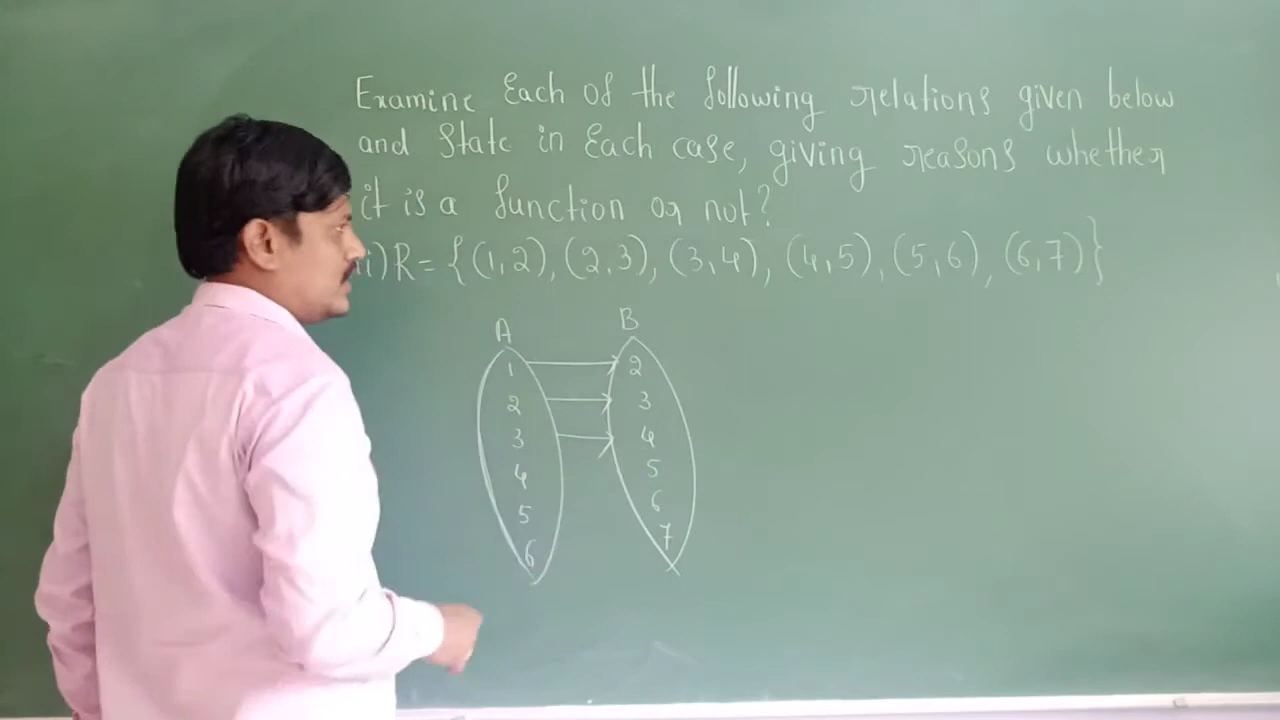 Examine Each of the following relations given below
and State in Each case, giving reasons whether
it is a function or not?
ii) R = {(1,2), (2,3), (3,4), (4,5), (5,6), (6,7)}
A B
1 2
2 3
3 4
4 5
5 6
6 7